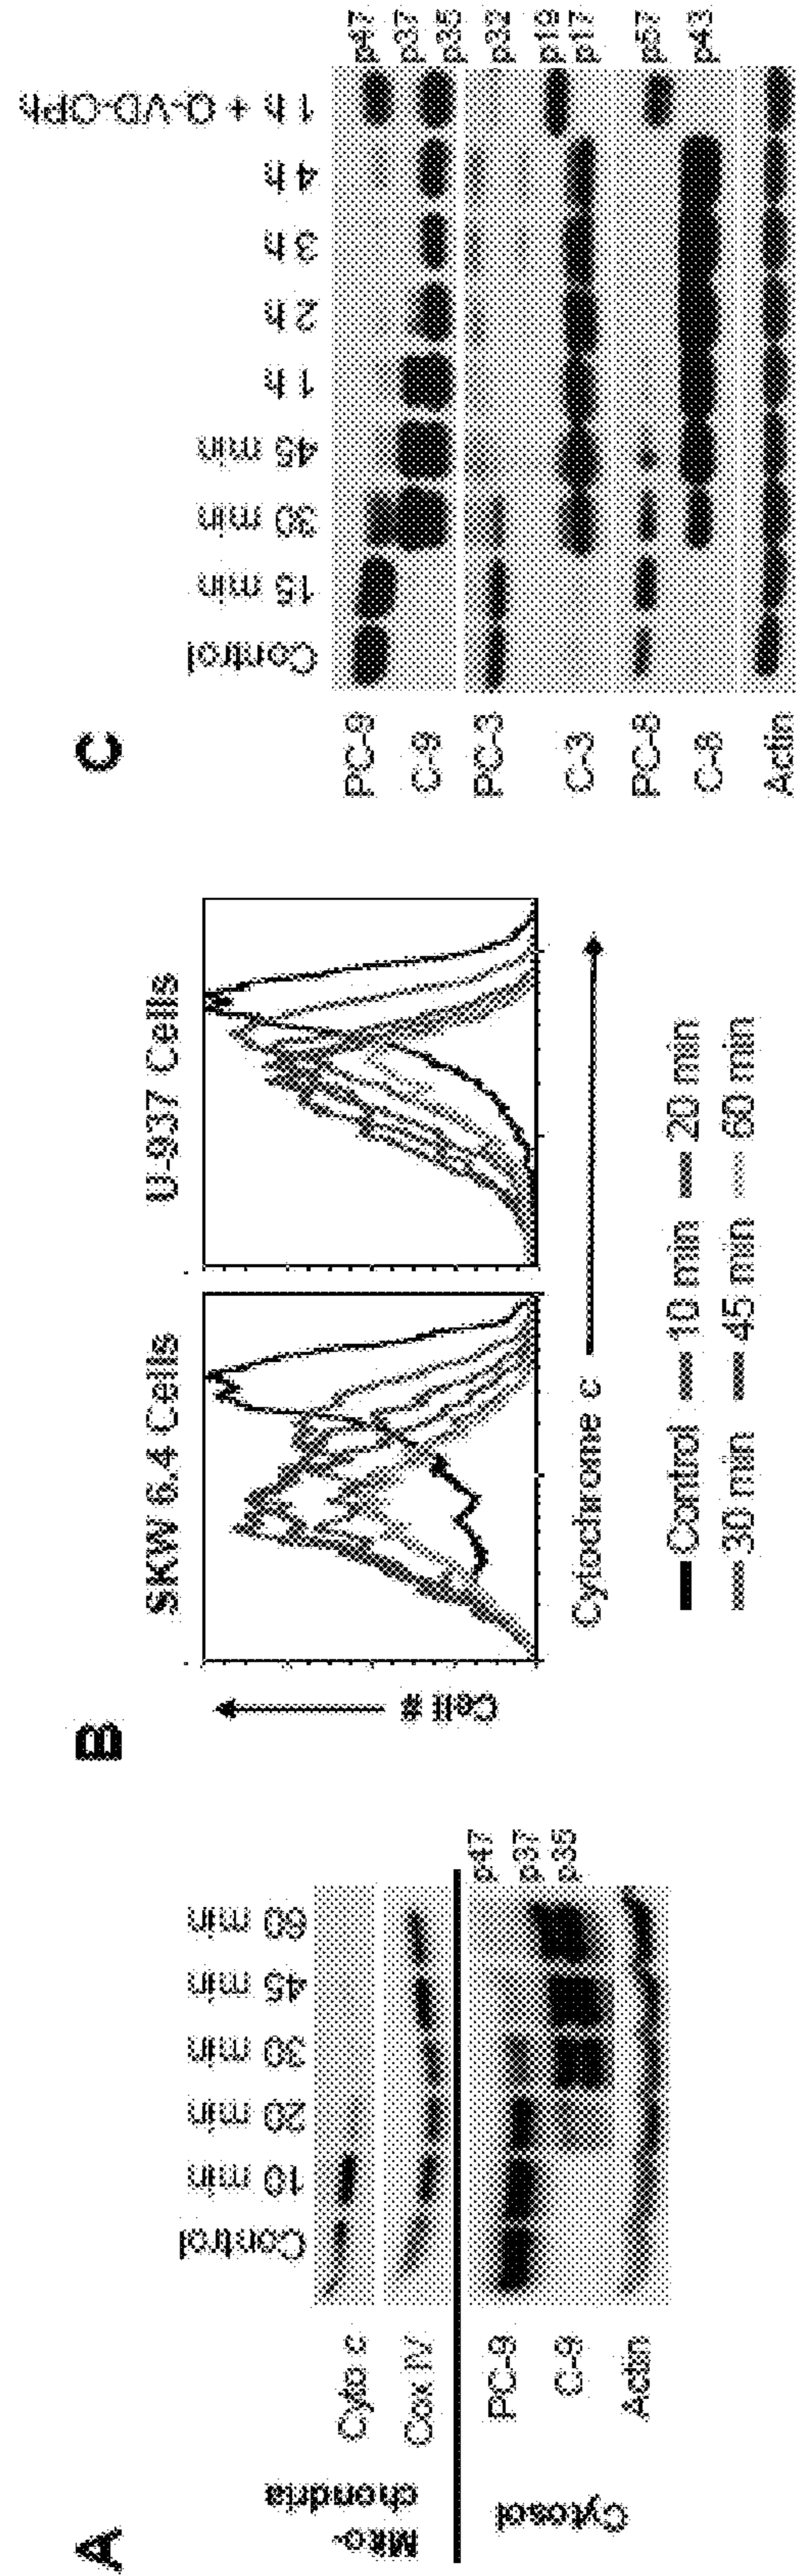 A
Control
10 min
20 min
30 min
45 min
60 min
Mito-
chondria
Cyto c
Cox IV
Cytosol
PC-9
C-9
Actin
p47
p37
p35
B
SKW 6.4 Cells
U-937 Cells
Cell #
Cytochrome c
Control 10 min 20 min
30 min 45 min 60 min
C
Control
15 min
30 min
45 min
1 h
2 h
3 h
4 h
1 h + Q-VD-OPh
PC-9
C-9
PC-3
C-3
PC-8
C-8
Actin
p47
p37
p35
p32
p19
p17
p57
p43